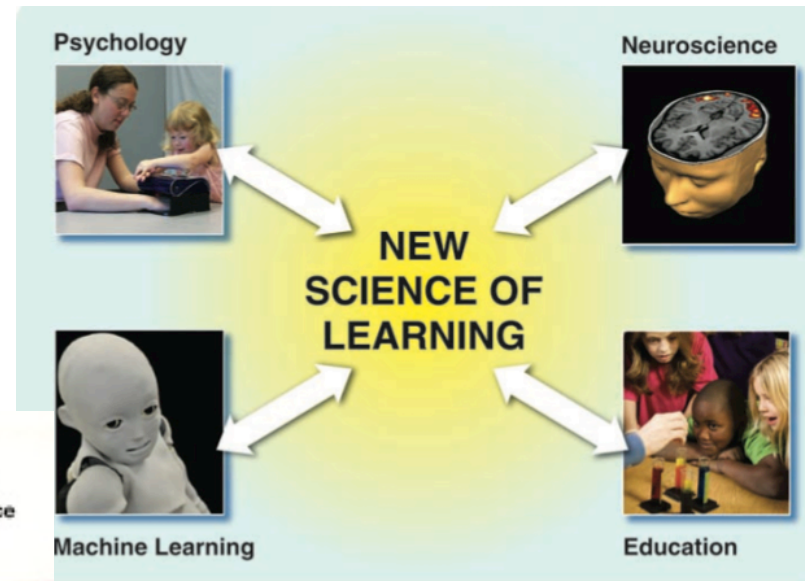 Psychology
Neuroscience
NEW
SCIENCE OF
LEARNING
Machine Learning
Education